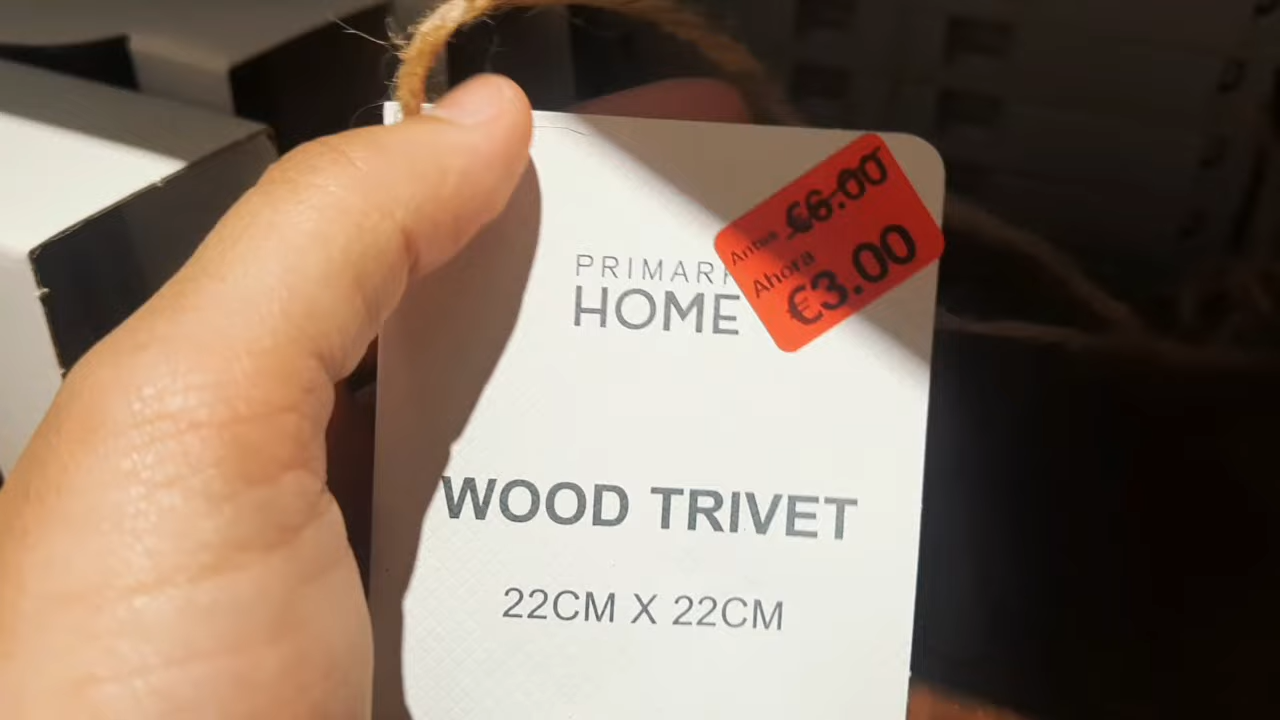 Antes €6.00
Ahora
€3.00
PRIMARK
HOME
WOOD TRIVET
22CM X 22CM